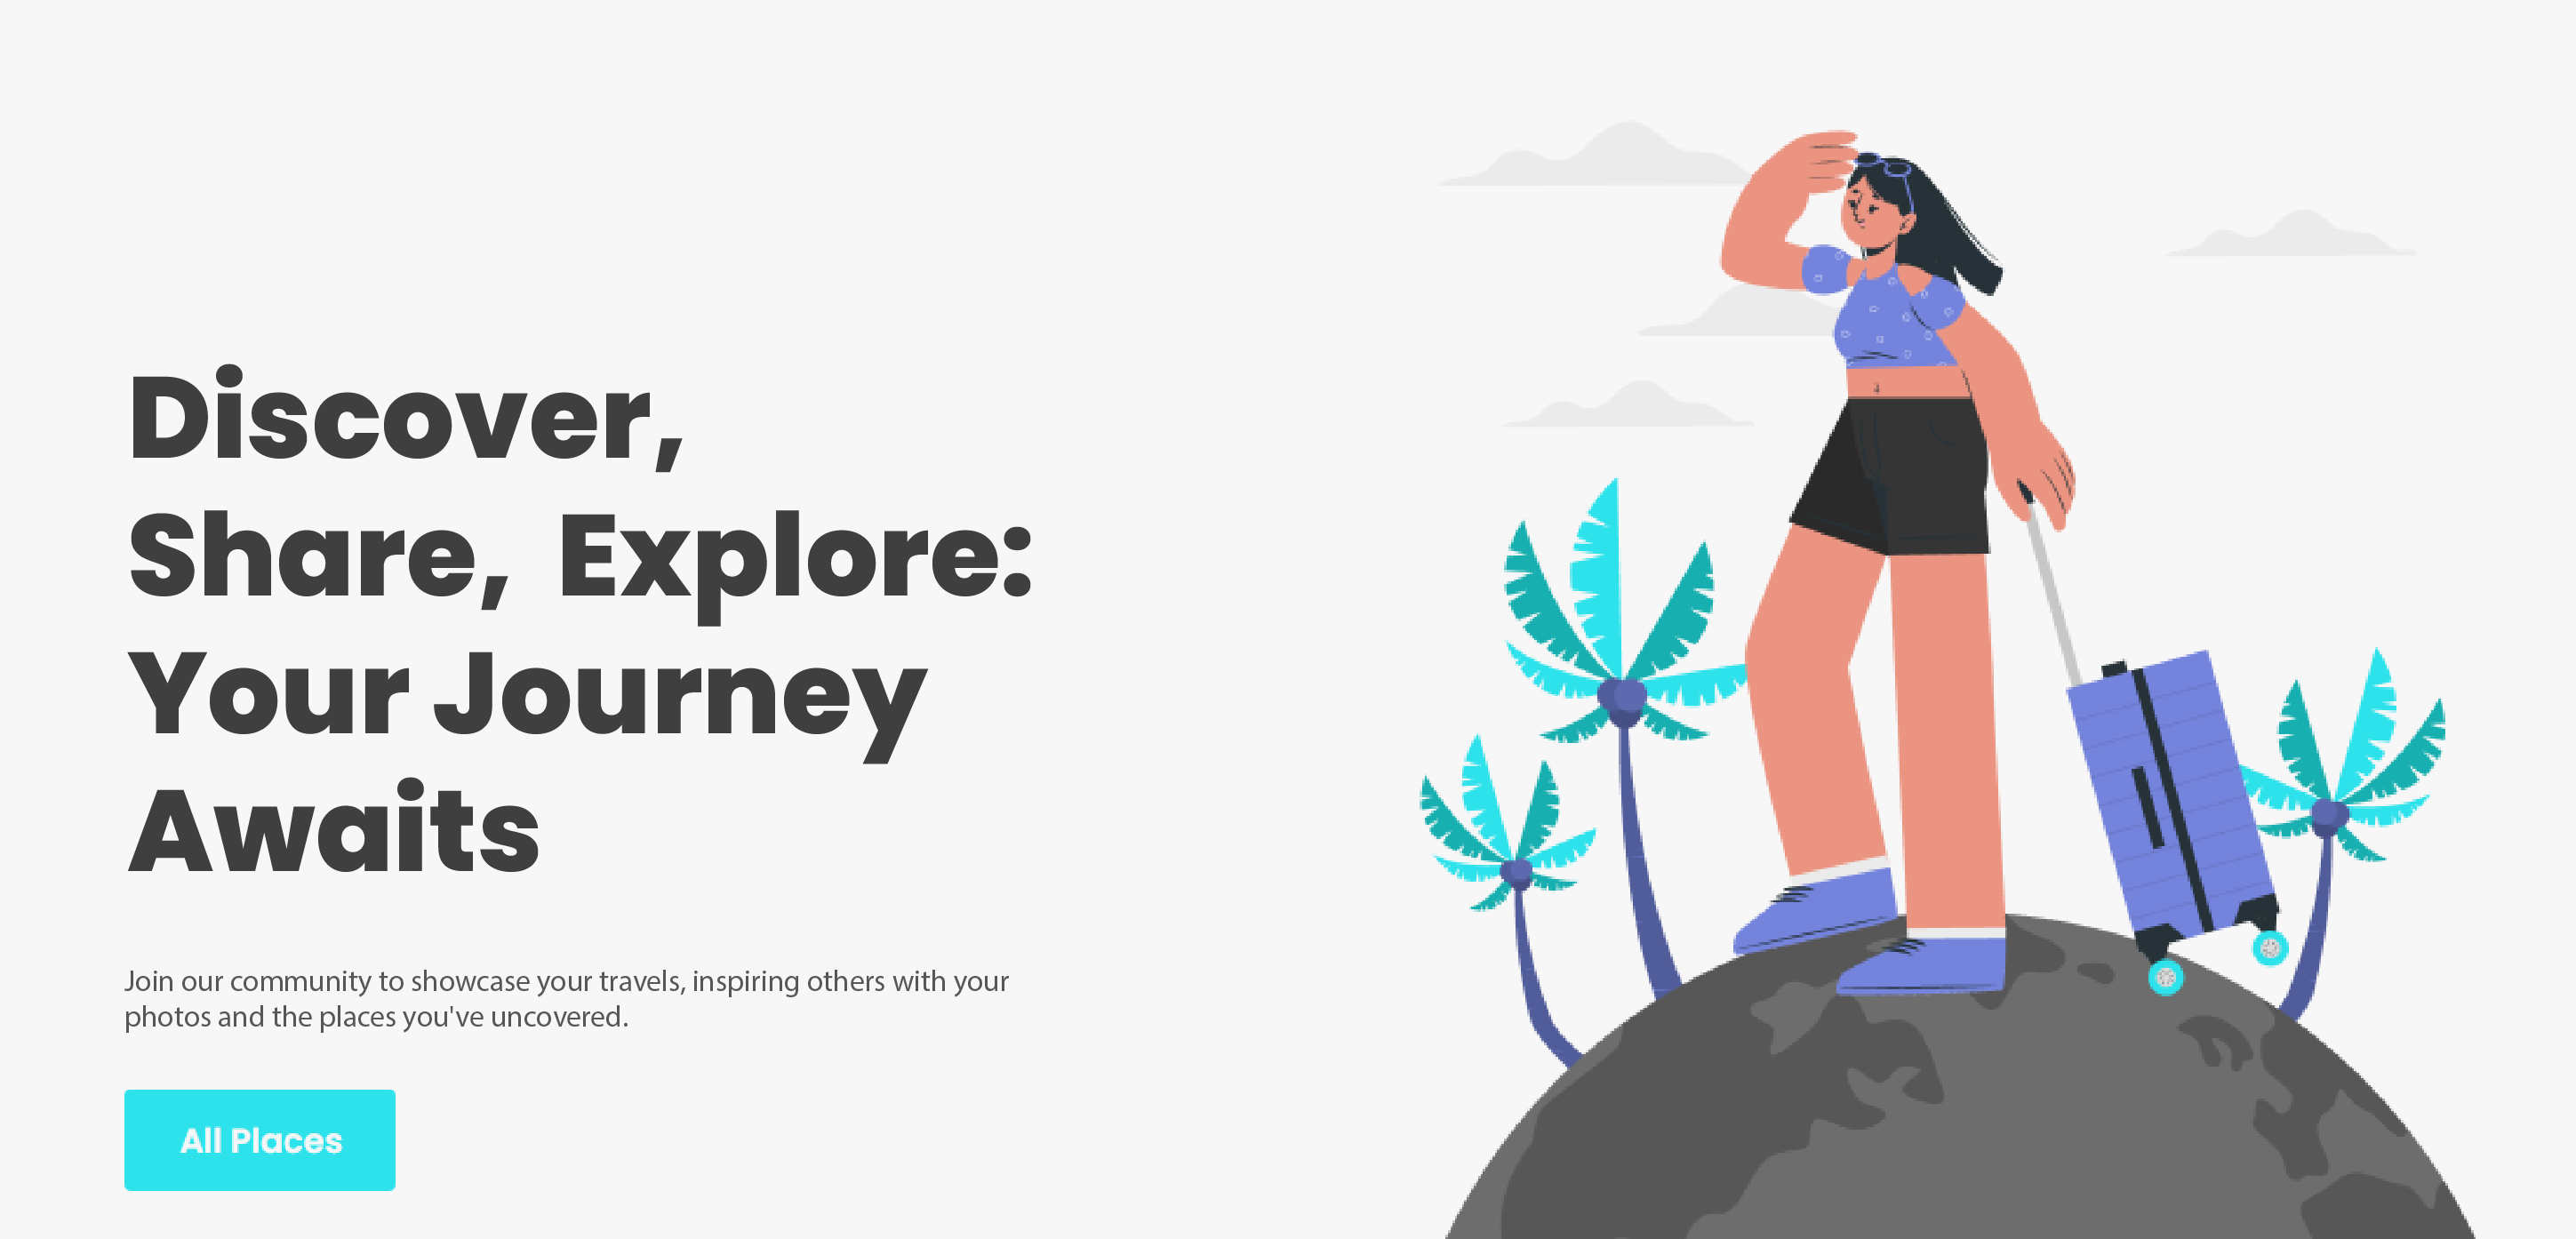 Discover,
Share, Explore:
Your Journey
Awaits
Join our community to showcase your travels, inspiring others with your
photos and the places you've uncovered.
All Places